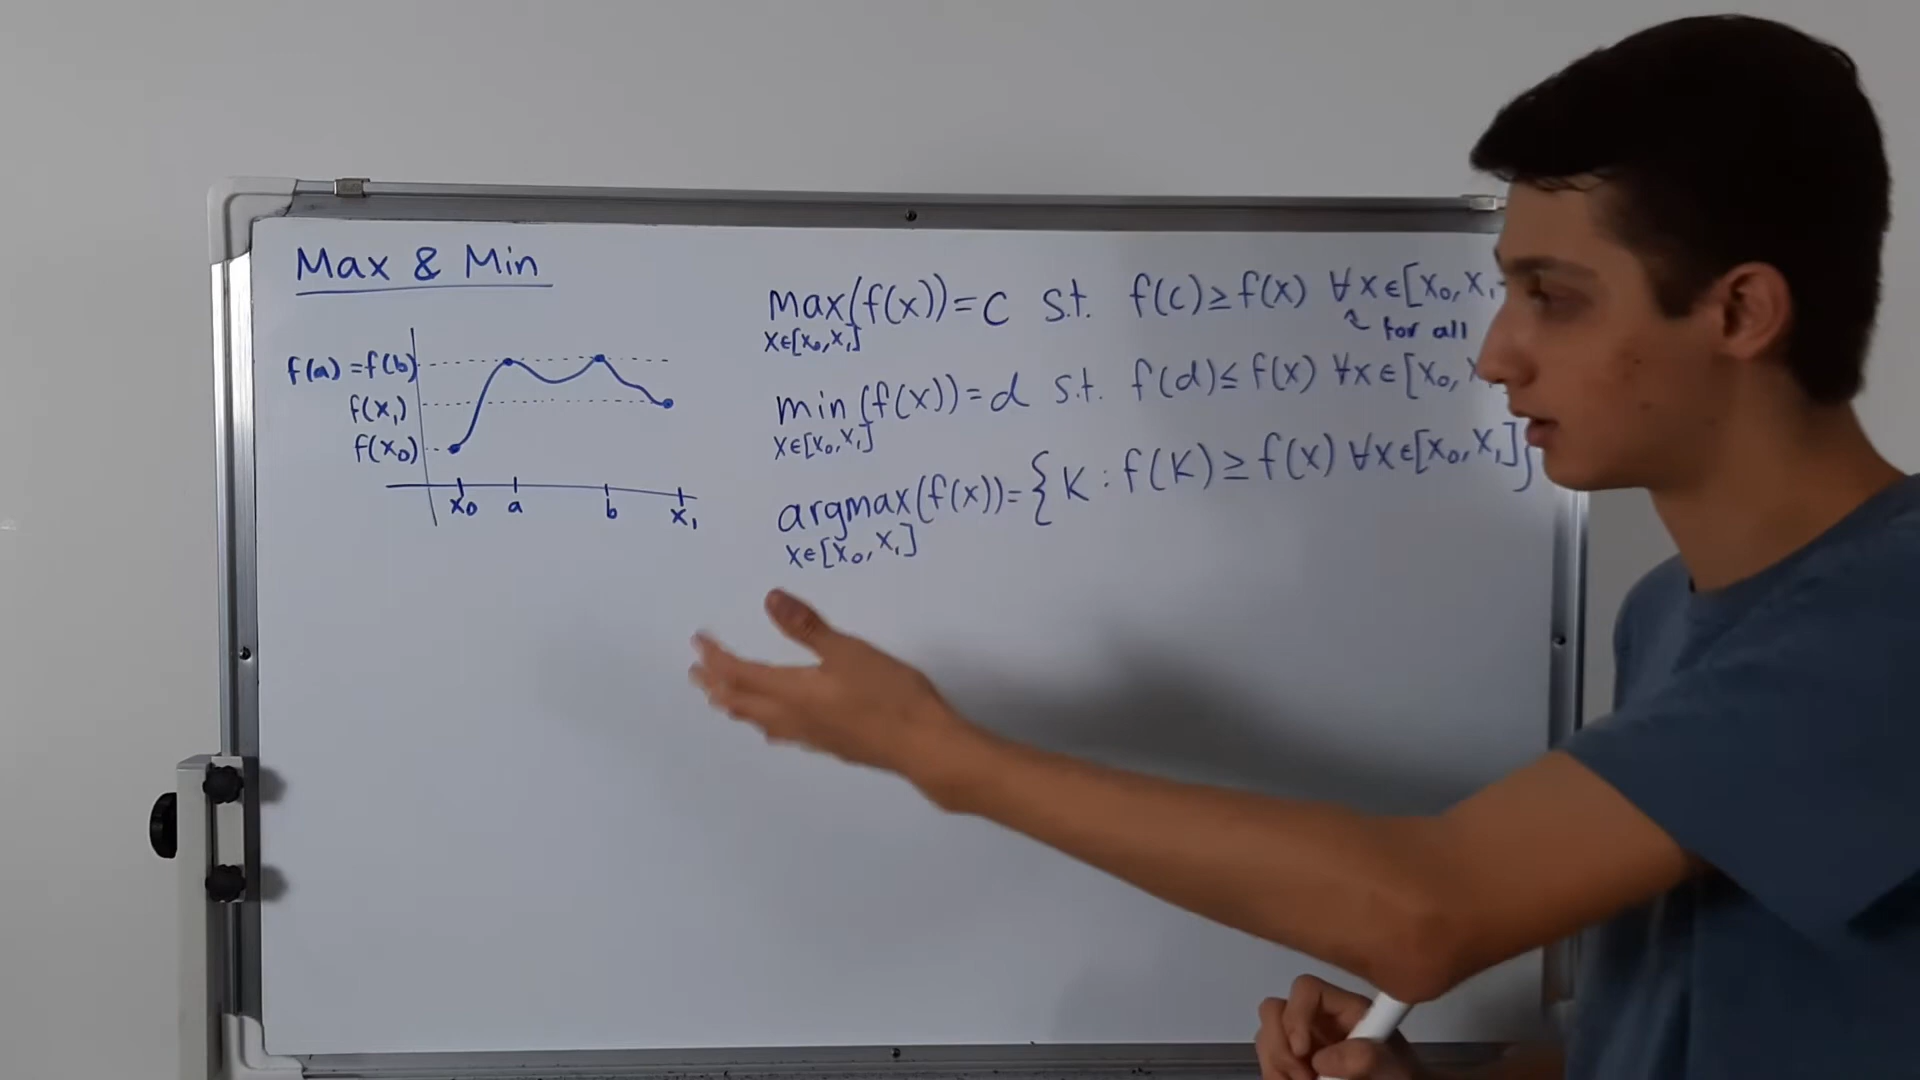 Max & Min
f(a) = f(b)
f(x₁)
f(x₀)
x₀ a b x₁
max(f(x)) = c s.t. f(c) ≥ f(x) ∀x∈[x₀, x₁
x∈[x₀,x₁]
for all
min(f(x)) = d s.t. f(d) ≤ f(x) ∀x∈[x₀, x
x∈[x₀,x₁]
argmax(f(x)) = {K : f(K) ≥ f(x) ∀x∈[x₀,x₁]}
x∈[x₀,x₁]